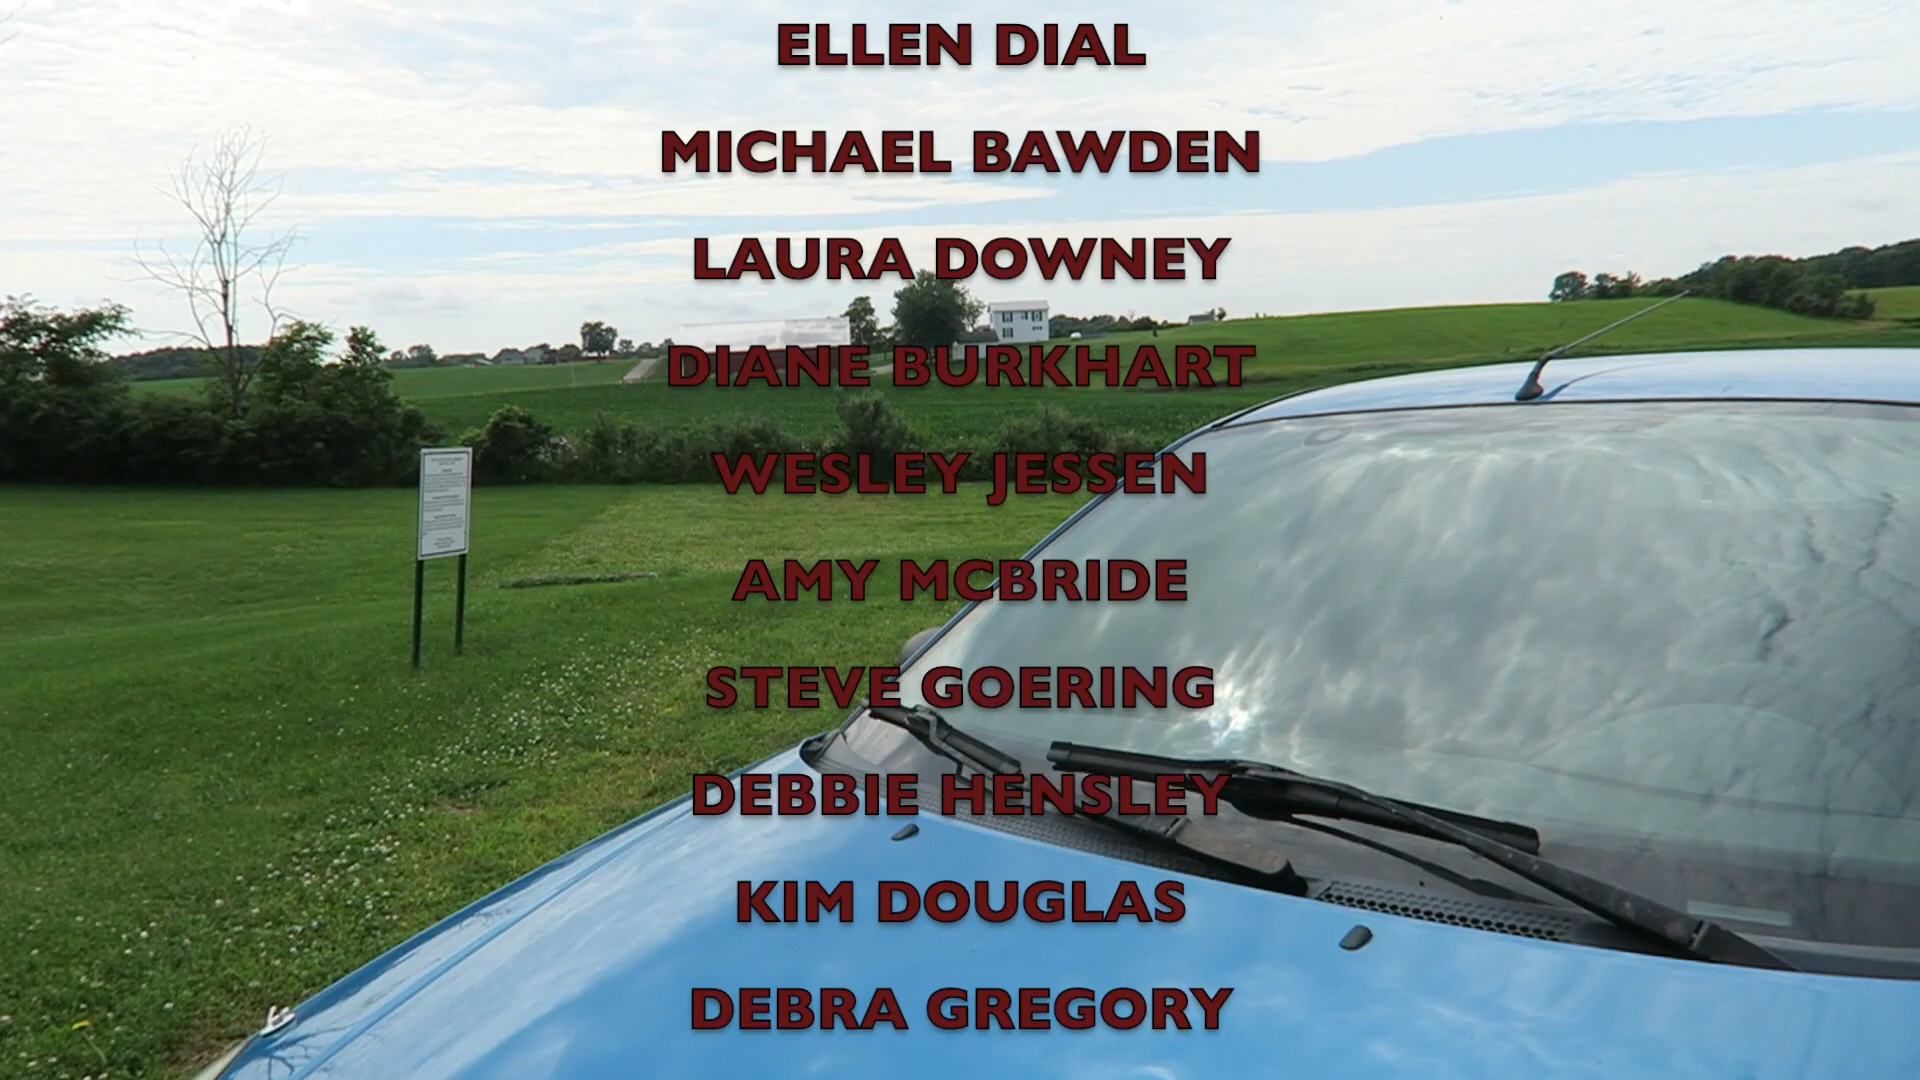 ELLEN DIAL
MICHAEL BAWDEN
LAURA DOWNEY
DIANE BURKHART
WESLEY JESSEN
AMY MCBRIDE
STEVE GOERING
DEBBIE HENSLEY
KIM DOUGLAS
DEBRA GREGORY